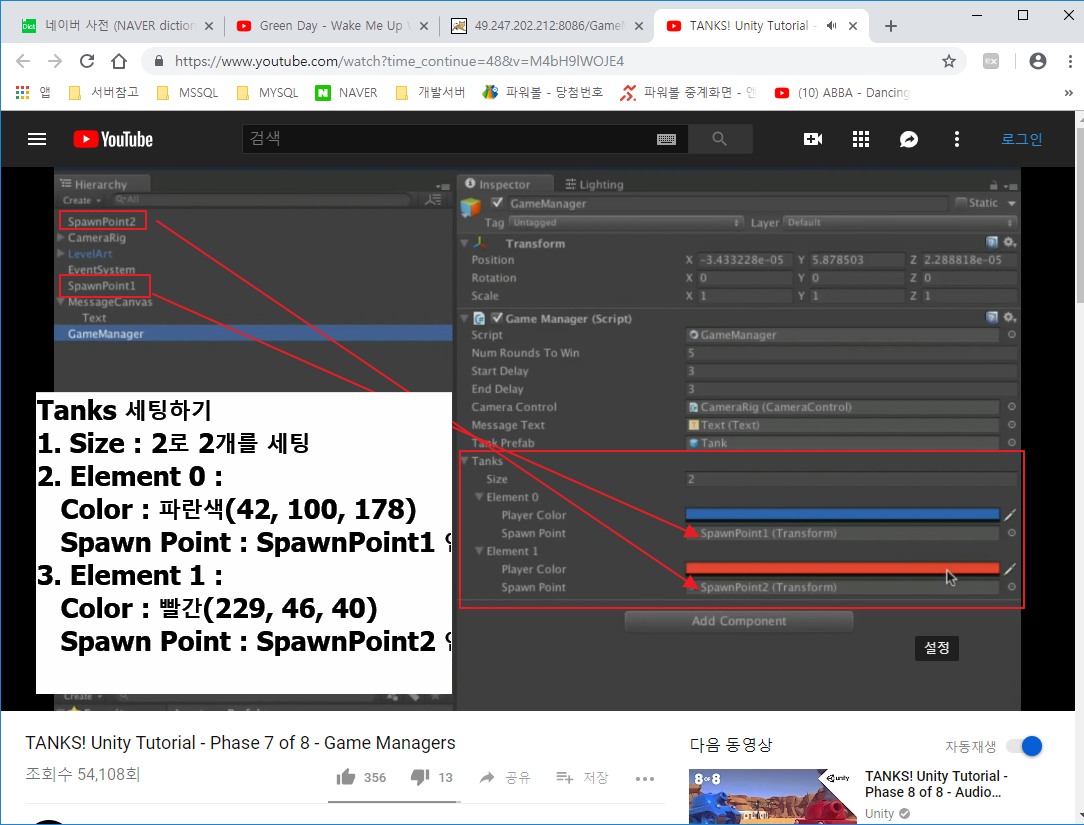 네이버 사전 (NAVER diction
Green Day - Wake Me Up
49.247.202.212:8086/Game
TANKS! Unity Tutorial -
https://www.youtube.com/watch?time_continue=48&v=M4bH9lWOJE4
앱 서버참고 MSSQL MYSQL NAVER 개발서버 파워볼 - 당첨번호 파워볼 중계화면 - (10) ABBA - Dancing »
YouTube 검색 로그인
Hierarchy
Create All
SpawnPoint2
CameraRig
LevelArt
EventSystem
SpawnPoint1
MessageCanvas
Text
GameManager
Inspector Lighting
GameManager Static
Tag Untagged Layer Default
Transform
Position X -3.433228e-05 Y 5.878503 Z 2.288818e-05
Rotation X 0 Y 0 Z 0
Scale X 1 Y 1 Z 1
Game Manager (Script)
Script GameManager
Num Rounds To Win 5
Start Delay 3
End Delay 3
Camera Control CameraRig (CameraControl)
Message Text Text (Text)
Tank Prefab Tank
Tanks
Size 2
Element 0
Player Color
Spawn Point SpawnPoint1 (Transform)
Element 1
Player Color
Spawn Point SpawnPoint2 (Transform)
Add Component
설정
Tanks 세팅하기
1. Size : 2로 2개를 세팅
2. Element 0 :
Color : 파란색(42, 100, 178)
Spawn Point : SpawnPoint1
3. Element 1 :
Color : 빨간(229, 46, 40)
Spawn Point : SpawnPoint2
Create
TANKS! Unity Tutorial - Phase 7 of 8 - Game Managers
조회수 54,108회
356 13 공유 저장
다음 동영상 자동재생
8 OF 8 unity
TANKS! Unity Tutorial -
Phase 8 of 8 - Audio...
Unity